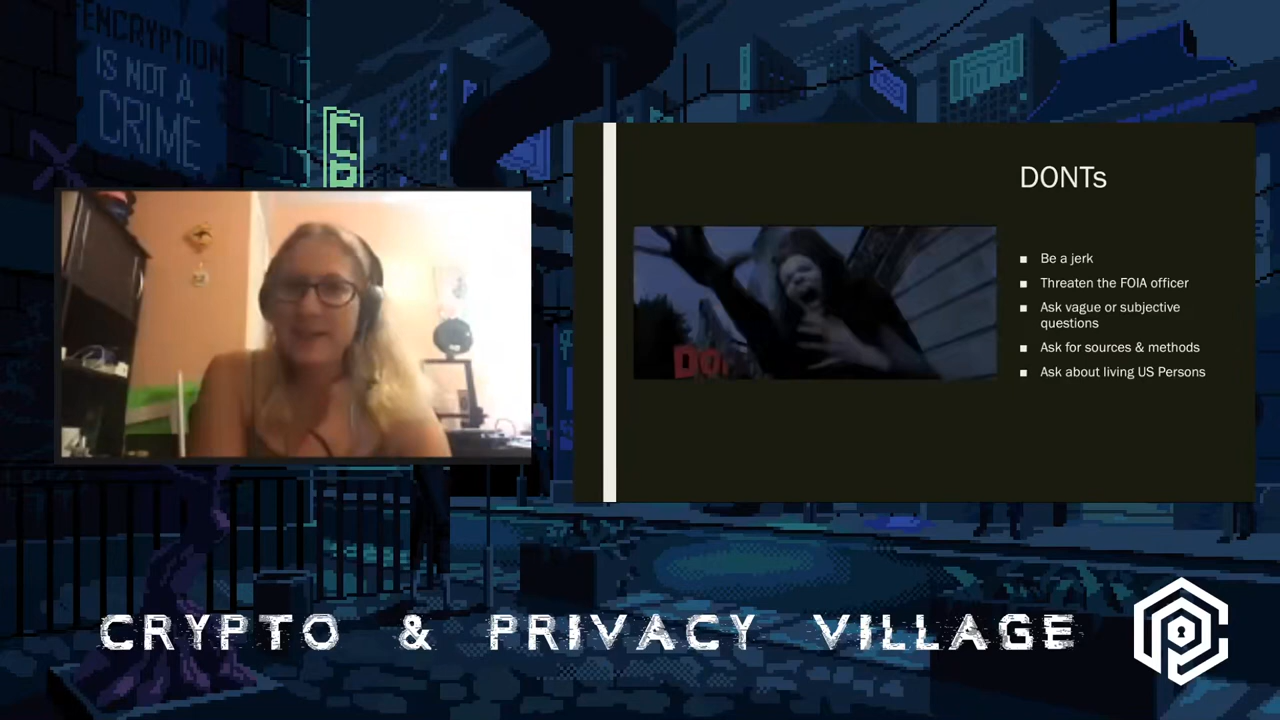 ENCRYPTION
IS NOT A
CRIME
DONTs
Be a jerk
Threaten the FOIA officer
Ask vague or subjective
questions
Ask for sources & methods
Ask about living US Persons
CRYPTO & PRIVACY VILLAGE